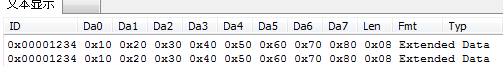 文本显示
ID Da0 Da1 Da2 Da3 Da4 Da5 Da6 Da7 Len Fmt Typ
0x00001234 0x10 0x20 0x30 0x40 0x50 0x60 0x70 0x80 0x08 Extended Data
0x00001234 0x10 0x20 0x30 0x40 0x50 0x60 0x70 0x80 0x08 Extended Data